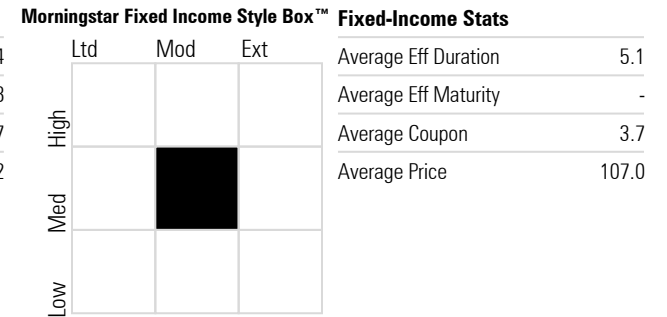 Morningstar Fixed Income Style Box™
Ltd Mod Ext
High
Med
Low
Fixed-Income Stats
Average Eff Duration 5.1
Average Eff Maturity -
Average Coupon 3.7
Average Price 107.0